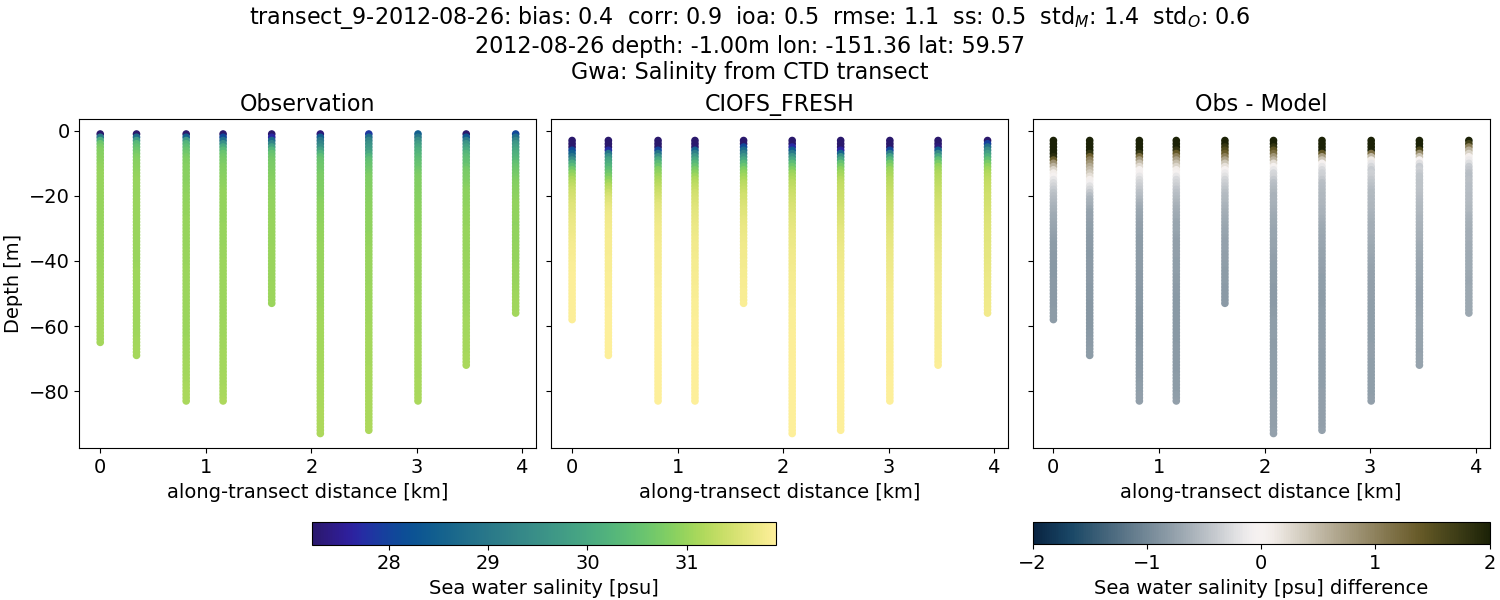 transect_9-2012-08-26: bias: 0.4  corr: 0.9  ioa: 0.5  rmse: 1.1  ss: 0.5  std_M: 1.4  std_O: 0.6
2012-08-26 depth: -1.00m lon: -151.36 lat: 59.57
Gwa: Salinity from CTD transect
Observation
CIOFS_FRESH
Obs - Model
Depth [m]
0
−20
−40
−60
−80
0 1 2 3 4
0 1 2 3 4
0 1 2 3 4
along-transect distance [km]
along-transect distance [km]
along-transect distance [km]
28 29 30 31
Sea water salinity [psu]
−2 −1 0 1 2
Sea water salinity [psu] difference